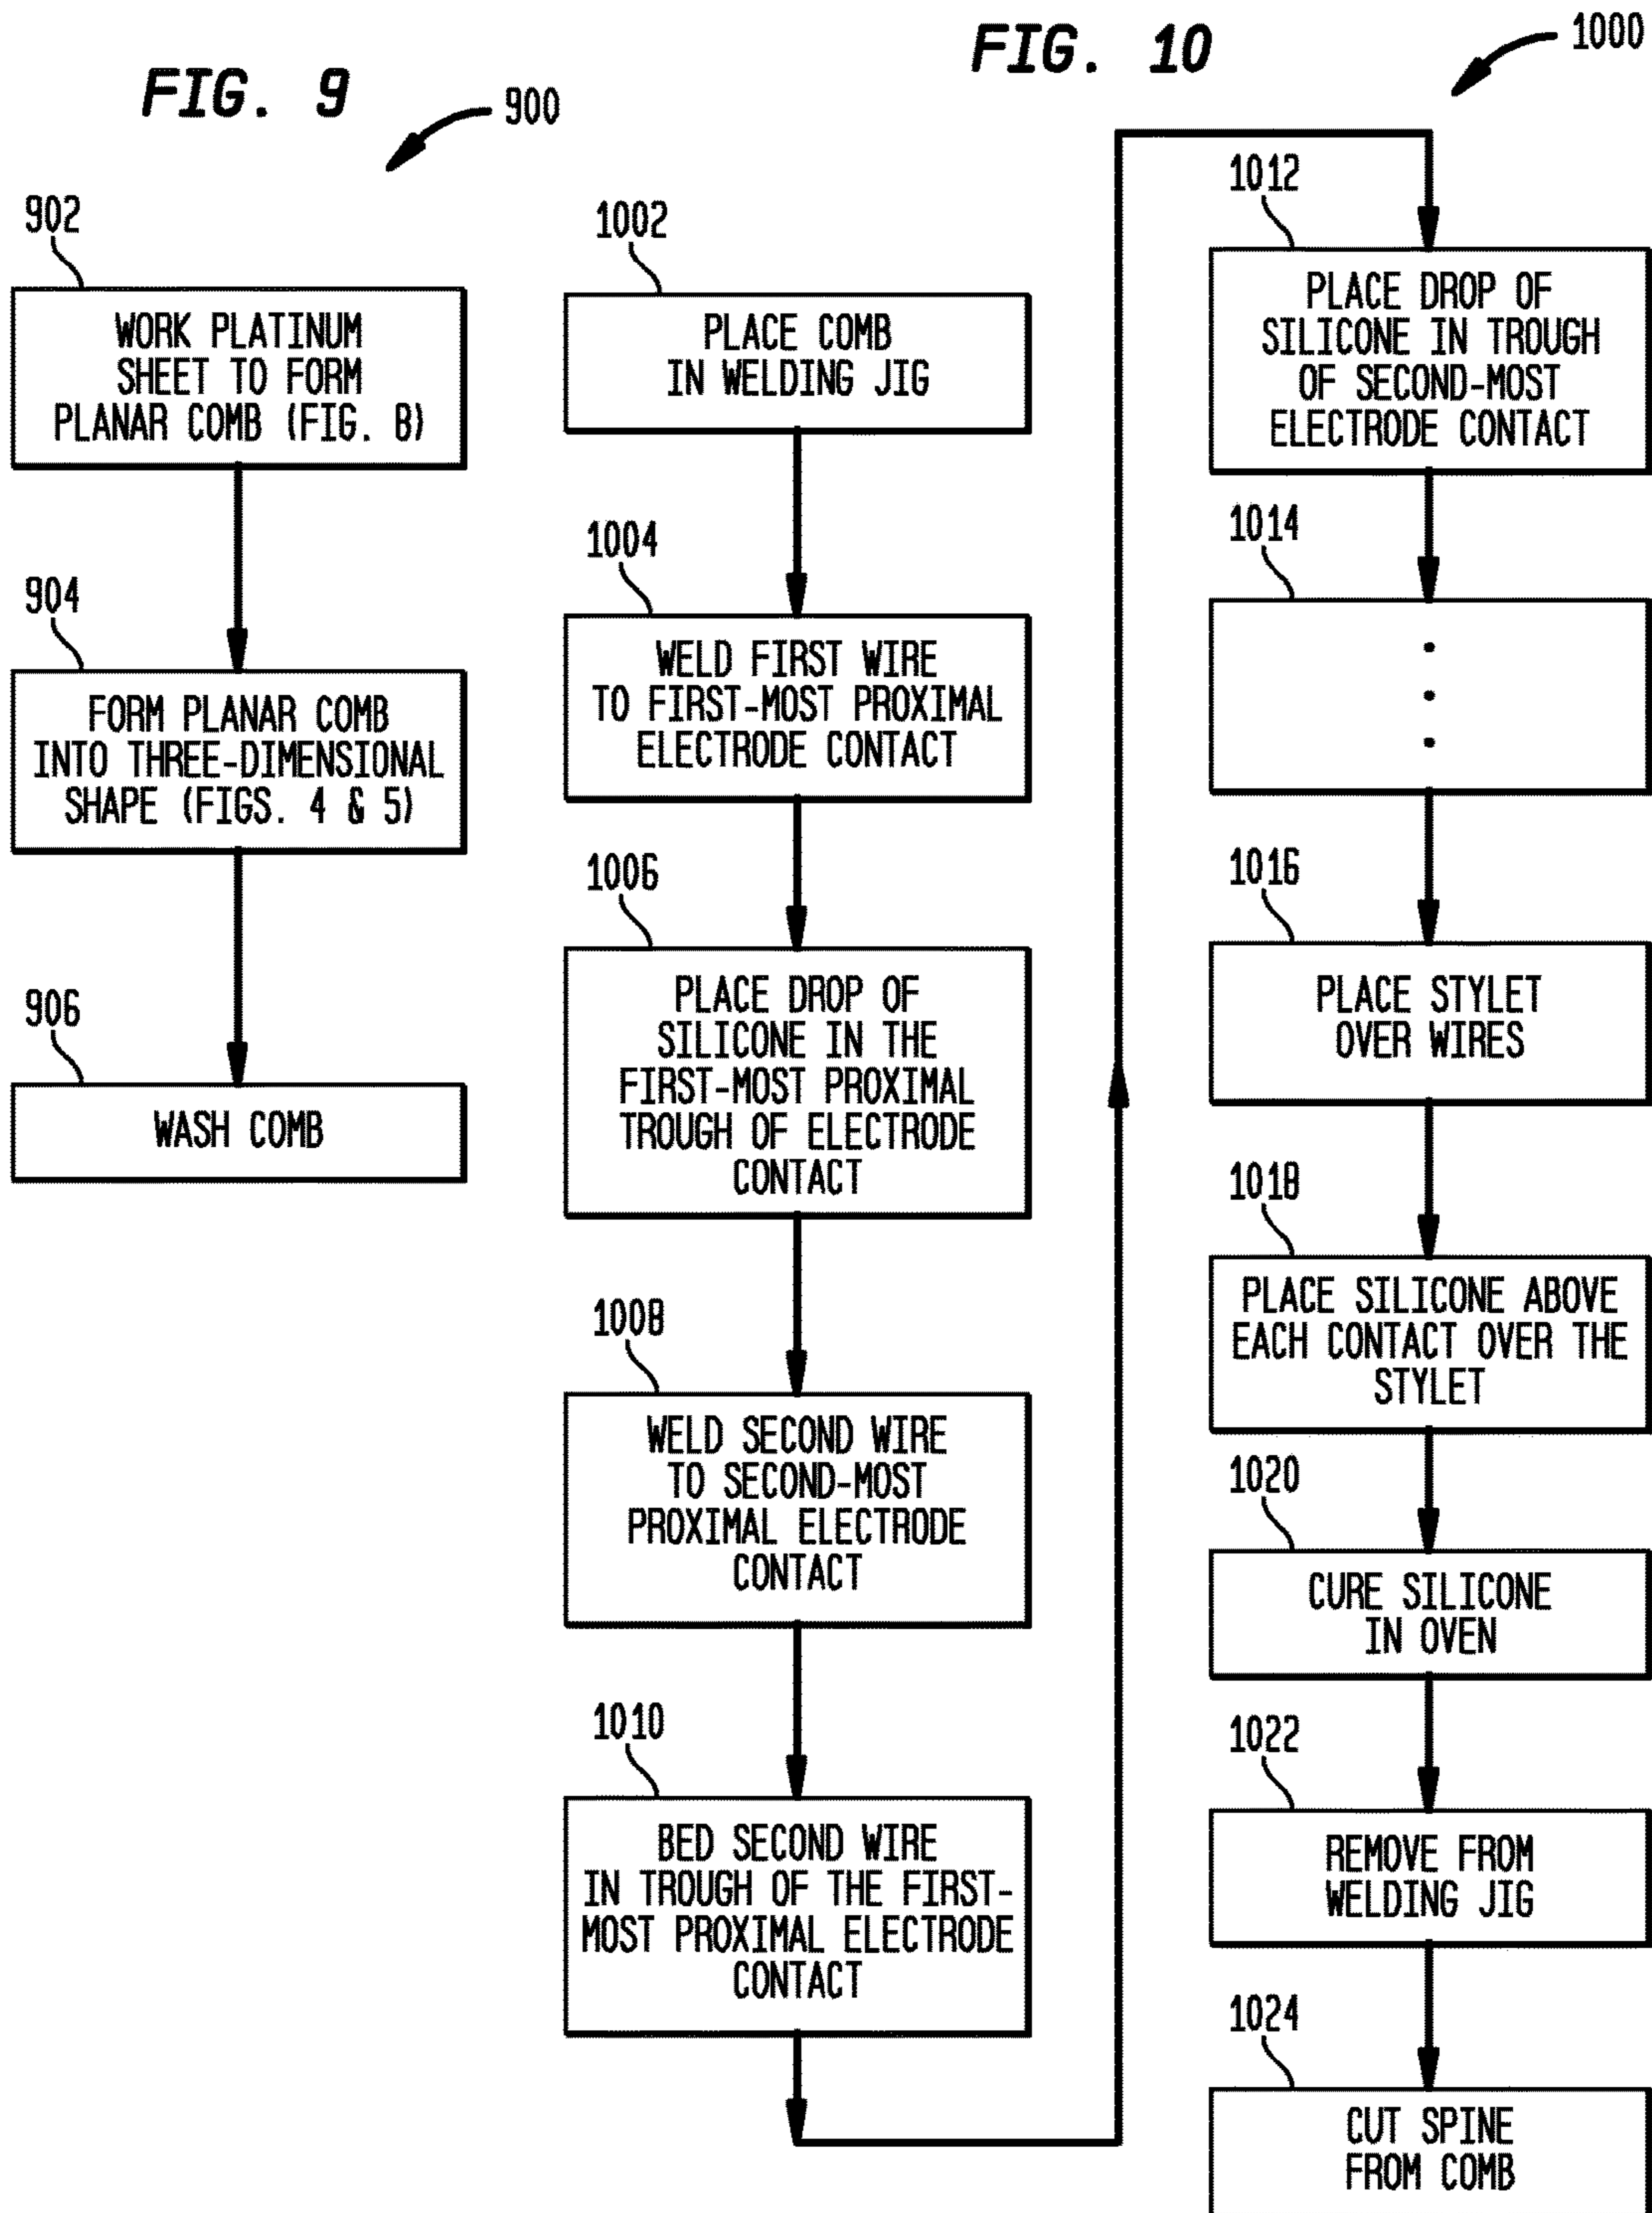 FIG. 9
900
902
WORK PLATINUM
SHEET TO FORM
PLANAR COMB (FIG. 8)
904
FORM PLANAR COMB
INTO THREE-DIMENSIONAL
SHAPE (FIGS. 4 & 5)
906
WASH COMB
FIG. 10
1000
1002
PLACE COMB
IN WELDING JIG
1004
WELD FIRST WIRE
TO FIRST-MOST PROXIMAL
ELECTRODE CONTACT
1006
PLACE DROP OF
SILICONE IN THE
FIRST-MOST PROXIMAL
TROUGH OF ELECTRODE
CONTACT
1008
WELD SECOND WIRE
TO SECOND-MOST
PROXIMAL ELECTRODE
CONTACT
1010
BED SECOND WIRE
IN TROUGH OF THE FIRST-
MOST PROXIMAL ELECTRODE
CONTACT
1012
PLACE DROP OF
SILICONE IN TROUGH
OF SECOND-MOST
ELECTRODE CONTACT
1014
1016
PLACE STYLET
OVER WIRES
1018
PLACE SILICONE ABOVE
EACH CONTACT OVER THE
STYLET
1020
CURE SILICONE
IN OVEN
1022
REMOVE FROM
WELDING JIG
1024
CUT SPINE
FROM COMB